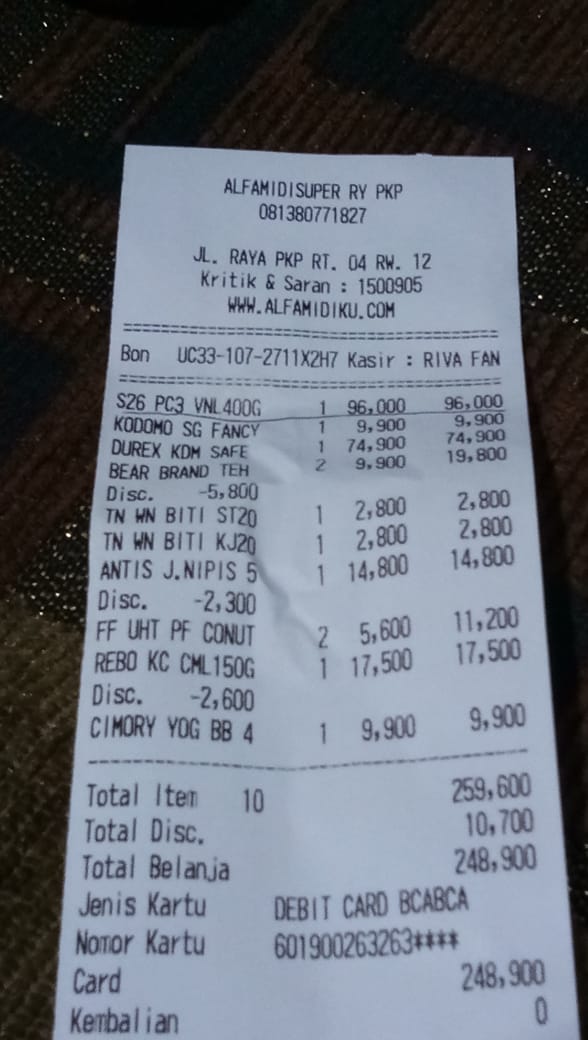 ALFAMIDISUPER RY PKP
081380771827
JL. RAYA PKP RT. 04 RW. 12
Kritik & Saran : 1500905
WWW.ALFAMIDIKU.COM
Bon UC33-107-2711X2H7 Kasir : RIVA FAN
S26 PC3 VNL400G 1 96,000 96,000
KODOMO SG FANCY 1 9,900 9,900
DUREX KDM SAFE 1 74,900 74,900
BEAR BRAND TEH 2 9,900 19,800
Disc. -5,800
TN WN BITI ST20 1 2,800 2,800
TN WN BITI KJ20 1 2,800 2,800
ANTIS J.NIPIS 5 1 14,800 14,800
Disc. -2,300
FF UHT PF CONUT 2 5,600 11,200
REBO KC CML150G 1 17,500 17,500
Disc. -2,600
CIMORY YOG BB 4 1 9,900 9,900
Total Item 10 259,600
Total Disc. 10,700
Total Belanja 248,900
Jenis Kartu DEBIT CARD BCABCA
Nomor Kartu 601900263263****
Card 248,900
Kembalian 0